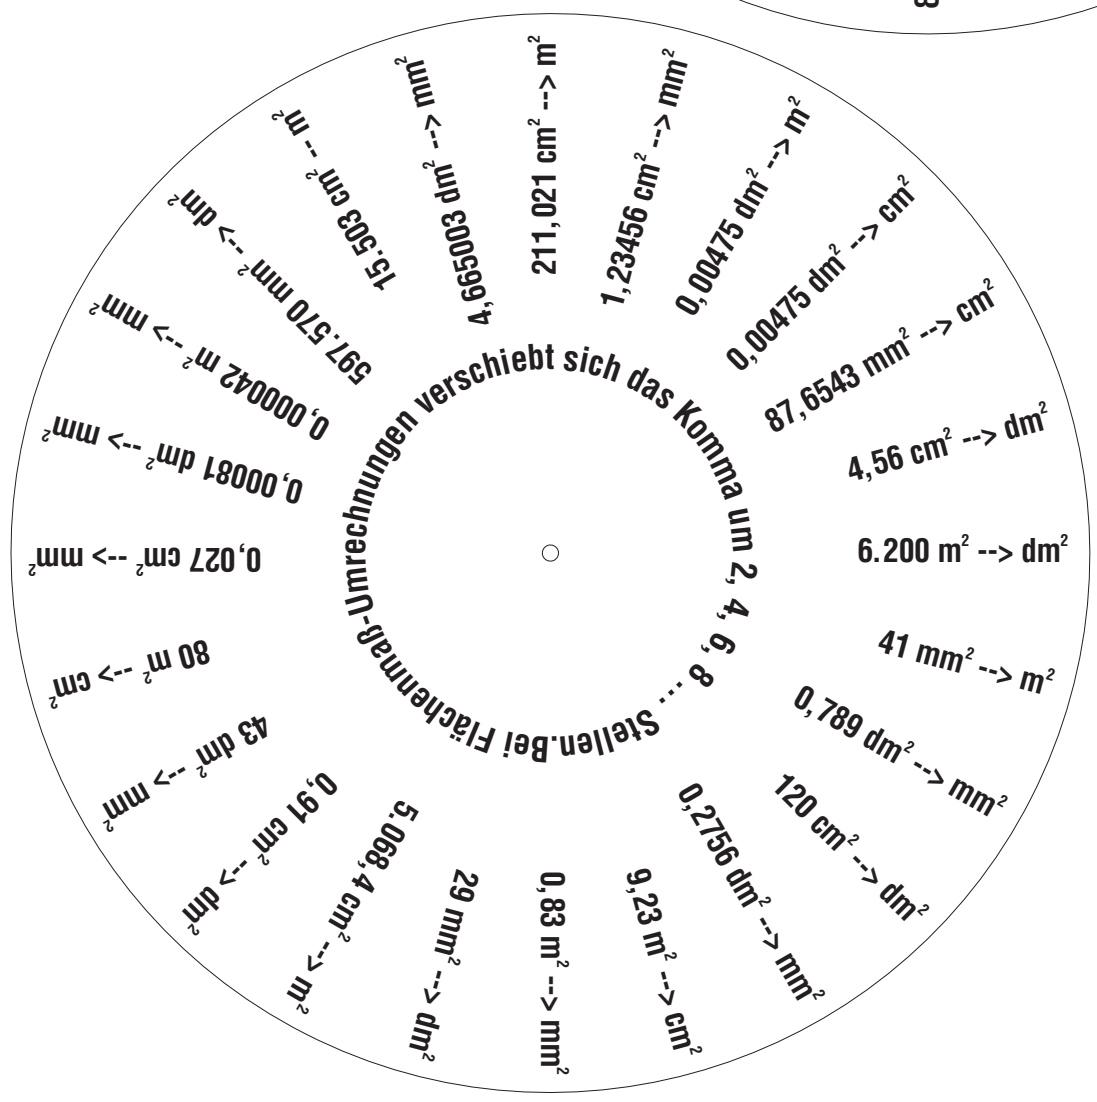 8
211,021 cm² --> m²
1,23456 cm² --> mm²
0,00475 dm² --> m²
0,00475 dm² --> cm²
87,6543 mm² --> cm²
4,56 cm² --> dm²
6.200 m² --> dm²
41 mm² --> m²
0,789 dm² --> mm²
120 cm² --> dm²
0,2756 dm² --> mm²
9,23 m² --> cm²
0,83 m² --> mm²
29 mm² --> dm²
5.068,4 cm² --> m²
0,91 cm² --> dm²
43 dm² --> mm²
80 m² --> cm²
0,027 cm² --> mm²
0,00081 dm² --> mm²
0,000042 m² --> mm²
597.570 mm² --> dm²
15.503 cm² -- m²
4,665003 dm² --> mm²
Bei Flächenmaß-Umrechnungen verschiebt sich das Komma um 2, 4, 6, 8 ... Stellen.